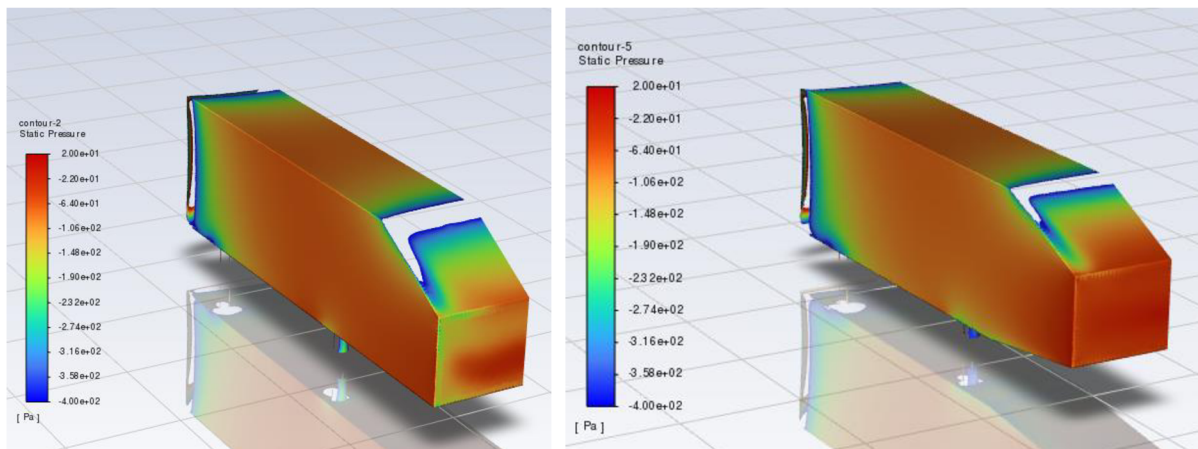 contour-2
Static Pressure
2.00e+01
-2.20e+01
-6.40e+01
-1.06e+02
-1.48e+02
-1.90e+02
-2.32e+02
-2.74e+02
-3.16e+02
-3.58e+02
-4.00e+02
[ Pa ]
contour-5
Static Pressure
2.00e+01
-2.20e+01
-6.40e+01
-1.06e+02
-1.48e+02
-1.90e+02
-2.32e+02
-2.74e+02
-3.16e+02
-3.58e+02
-4.00e+02
[ Pa ]